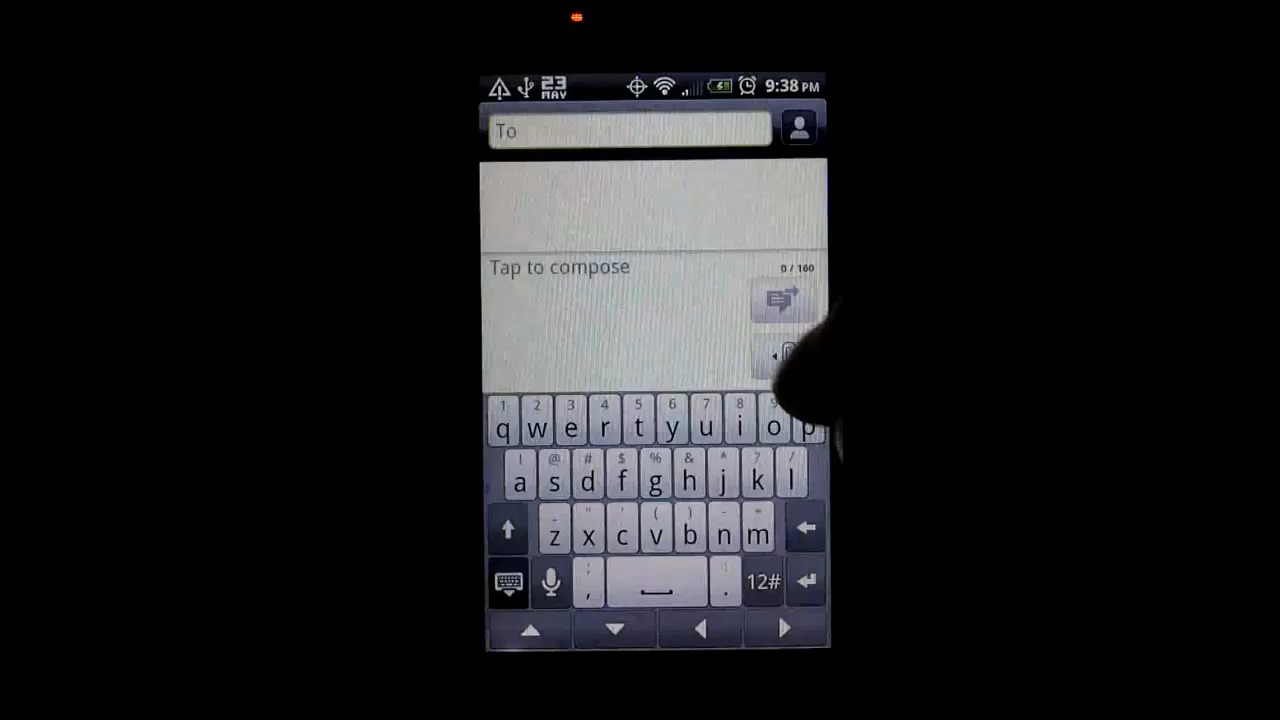 23
MAY
9:38 PM
To
Tap to compose
0 / 160
1 2 3 4 5 6 7 8 9
q w e r t y u i o p
! @ # $ % & * ? /
a s d f g h j k l
_ " ' ( ) - +
z x c v b n m
; , . 12#